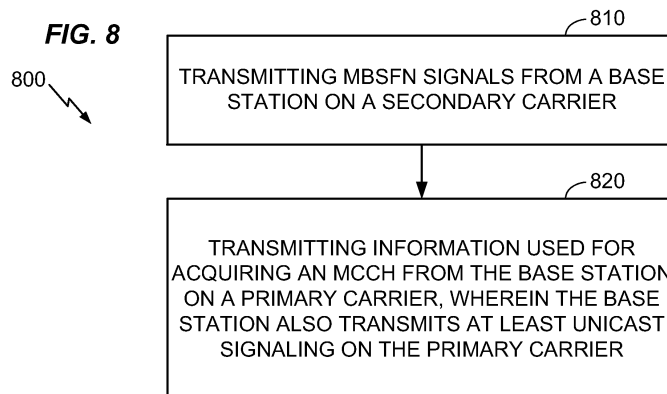 FIG. 8
800
810
TRANSMITTING MBSFN SIGNALS FROM A BASE
STATION ON A SECONDARY CARRIER
820
TRANSMITTING INFORMATION USED FOR
ACQUIRING AN MCCH FROM THE BASE STATION
ON A PRIMARY CARRIER, WHEREIN THE BASE
STATION ALSO TRANSMITS AT LEAST UNICAST
SIGNALING ON THE PRIMARY CARRIER